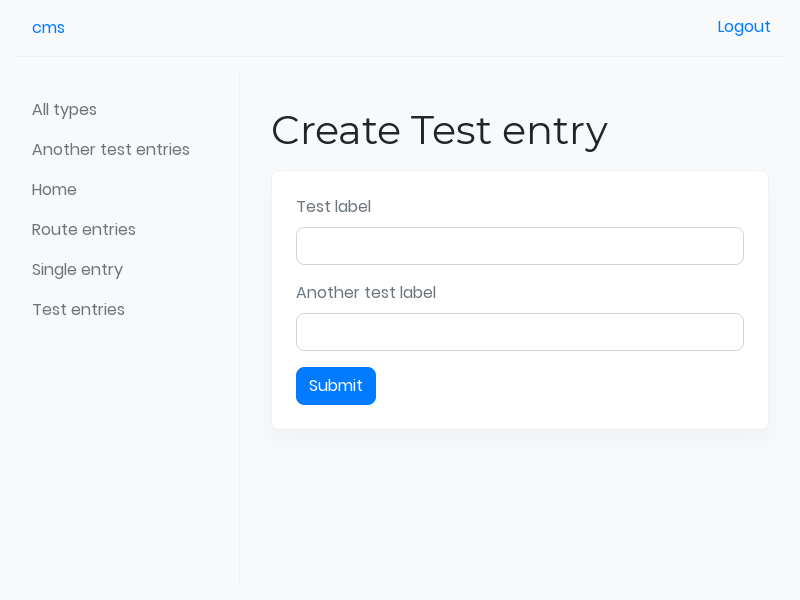 cms
Logout
All types
Another test entries
Home
Route entries
Single entry
Test entries
Create Test entry
Test label
Another test label
Submit